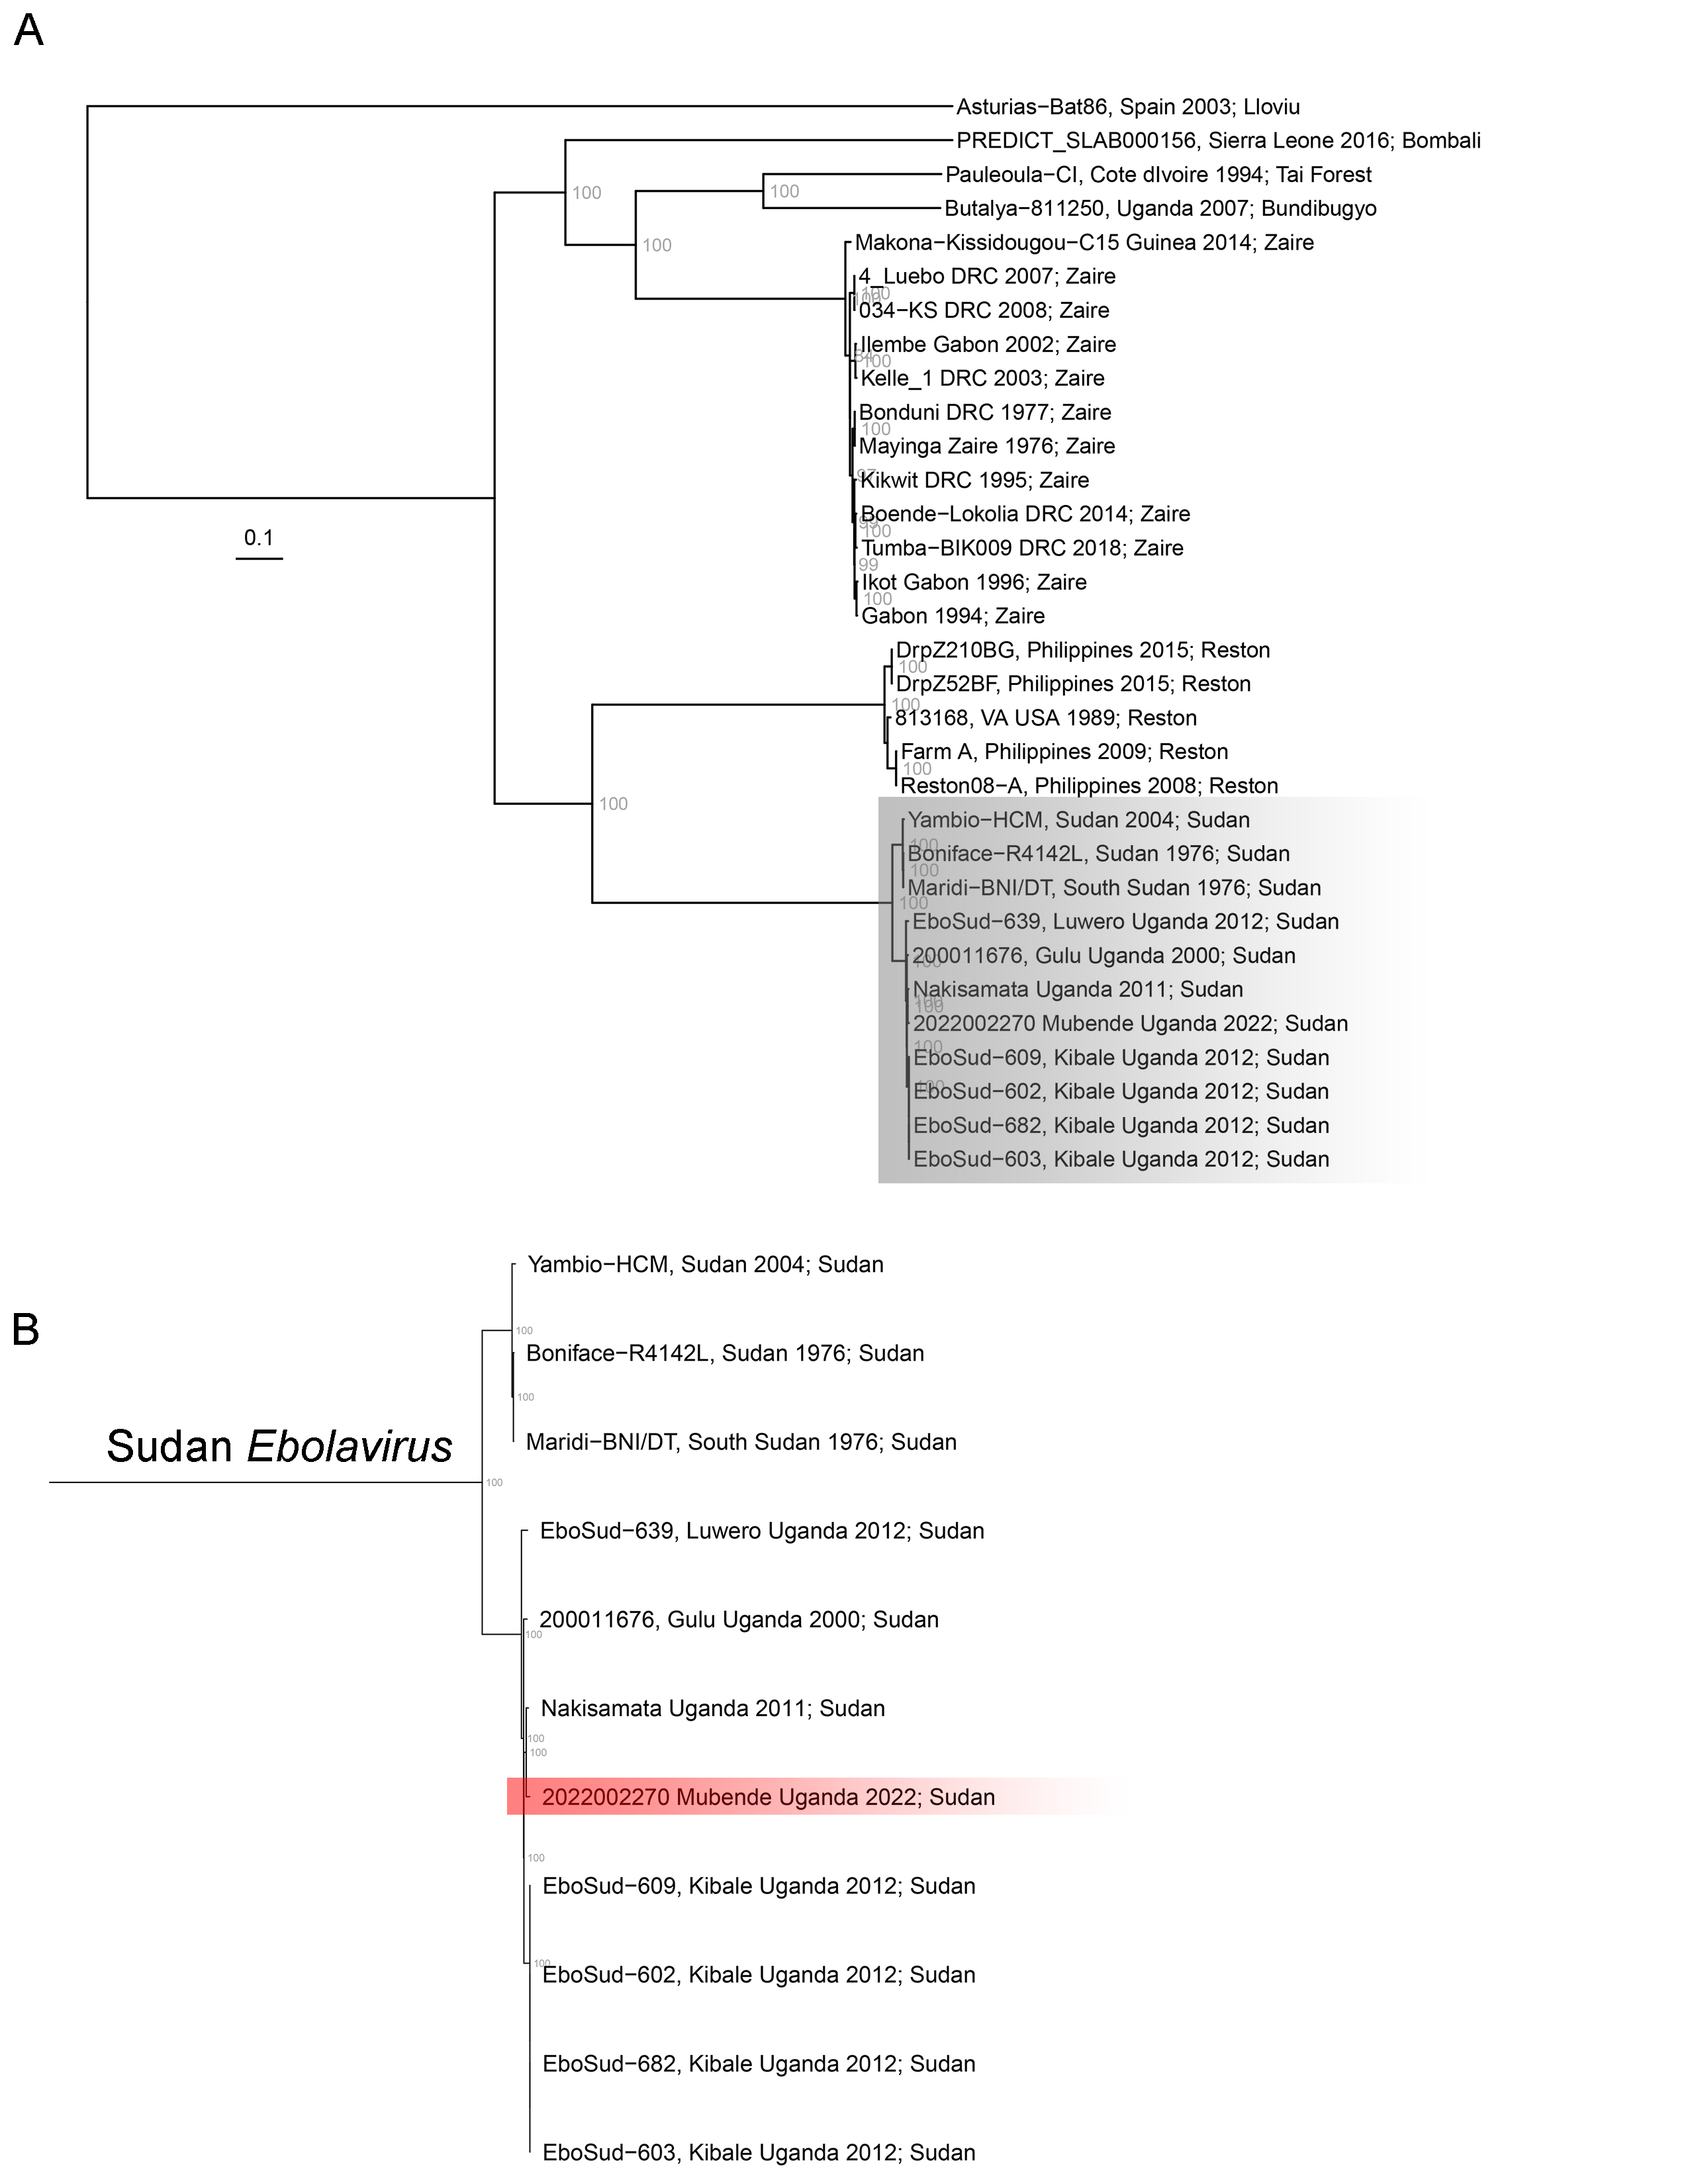 A
Asturias−Bat86, Spain 2003; Lloviu
PREDICT_SLAB000156, Sierra Leone 2016; Bombali
100
Pauleoula−CI, Cote dIvoire 1994; Tai Forest
100
Butalya−811250, Uganda 2007; Bundibugyo
100
Makona−Kissidougou−C15 Guinea 2014; Zaire
4_Luebo DRC 2007; Zaire
100
034−KS DRC 2008; Zaire
Ilembe Gabon 2002; Zaire
100
Kelle_1 DRC 2003; Zaire
Bonduni DRC 1977; Zaire
100
Mayinga Zaire 1976; Zaire
97
Kikwit DRC 1995; Zaire
Boende−Lokolia DRC 2014; Zaire
99
100
Tumba−BIK009 DRC 2018; Zaire
99
Ikot Gabon 1996; Zaire
100
Gabon 1994; Zaire
0.1
DrpZ210BG, Philippines 2015; Reston
100
DrpZ52BF, Philippines 2015; Reston
100
813168, VA USA 1989; Reston
Farm A, Philippines 2009; Reston
100
Reston08−A, Philippines 2008; Reston
100
Yambio−HCM, Sudan 2004; Sudan
100
Boniface−R4142L, Sudan 1976; Sudan
100
Maridi−BNI/DT, South Sudan 1976; Sudan
100
EboSud−639, Luwero Uganda 2012; Sudan
200011676, Gulu Uganda 2000; Sudan
100
Nakisamata Uganda 2011; Sudan
100
100
2022002270 Mubende Uganda 2022; Sudan
100
EboSud−609, Kibale Uganda 2012; Sudan
100
EboSud−602, Kibale Uganda 2012; Sudan
EboSud−682, Kibale Uganda 2012; Sudan
EboSud−603, Kibale Uganda 2012; Sudan
B
Sudan Ebolavirus
Yambio−HCM, Sudan 2004; Sudan
100
Boniface−R4142L, Sudan 1976; Sudan
100
Maridi−BNI/DT, South Sudan 1976; Sudan
100
EboSud−639, Luwero Uganda 2012; Sudan
200011676, Gulu Uganda 2000; Sudan
100
Nakisamata Uganda 2011; Sudan
100
100
2022002270 Mubende Uganda 2022; Sudan
100
EboSud−609, Kibale Uganda 2012; Sudan
100
EboSud−602, Kibale Uganda 2012; Sudan
EboSud−682, Kibale Uganda 2012; Sudan
EboSud−603, Kibale Uganda 2012; Sudan